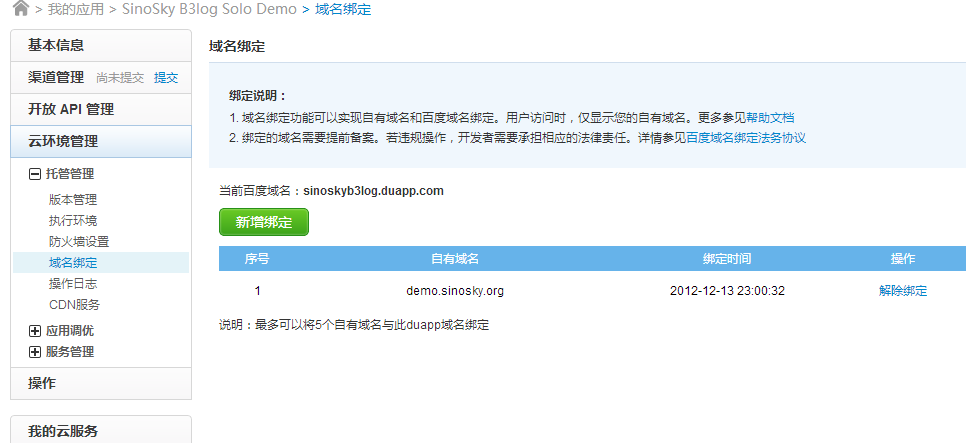 > 我的应用 > SinoSky B3log Solo Demo > 域名绑定
基本信息
渠道管理 尚未提交 提交
开放 API 管理
云环境管理
托管管理
版本管理
执行环境
防火墙设置
域名绑定
操作日志
CDN服务
应用调优
服务管理
操作
我的云服务
域名绑定
绑定说明：
1. 域名绑定功能可以实现自有域名和百度域名绑定。用户访问时，仅显示您的自有域名。更多参见帮助文档
2. 绑定的域名需要提前备案。若违规操作，开发者需要承担相应的法律责任。详情参见百度域名绑定法务协议
当前百度域名：sinoskyb3log.duapp.com
新增绑定
序号 自有域名 绑定时间 操作
1 demo.sinosky.org 2012-12-13 23:00:32 解除绑定
说明：最多可以将5个自有域名与此duapp域名绑定